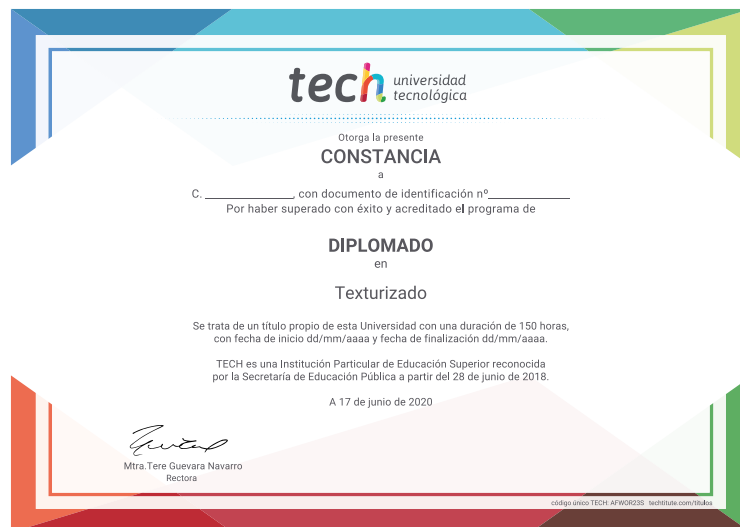 tech universidad
tecnológica
Otorga la presente
CONSTANCIA
a
C. ______________, con documento de identificación nº_____________
Por haber superado con éxito y acreditado el programa de
DIPLOMADO
en
Texturizado
Se trata de un título propio de esta Universidad con una duración de 150 horas,
con fecha de inicio dd/mm/aaaa y fecha de finalización dd/mm/aaaa.
TECH es una Institución Particular de Educación Superior reconocida
por la Secretaría de Educación Pública a partir del 28 de junio de 2018.
A 17 de junio de 2020
Mtra.Tere Guevara Navarro
Rectora
código único TECH: AFWOR23S techtitute.com/titulos